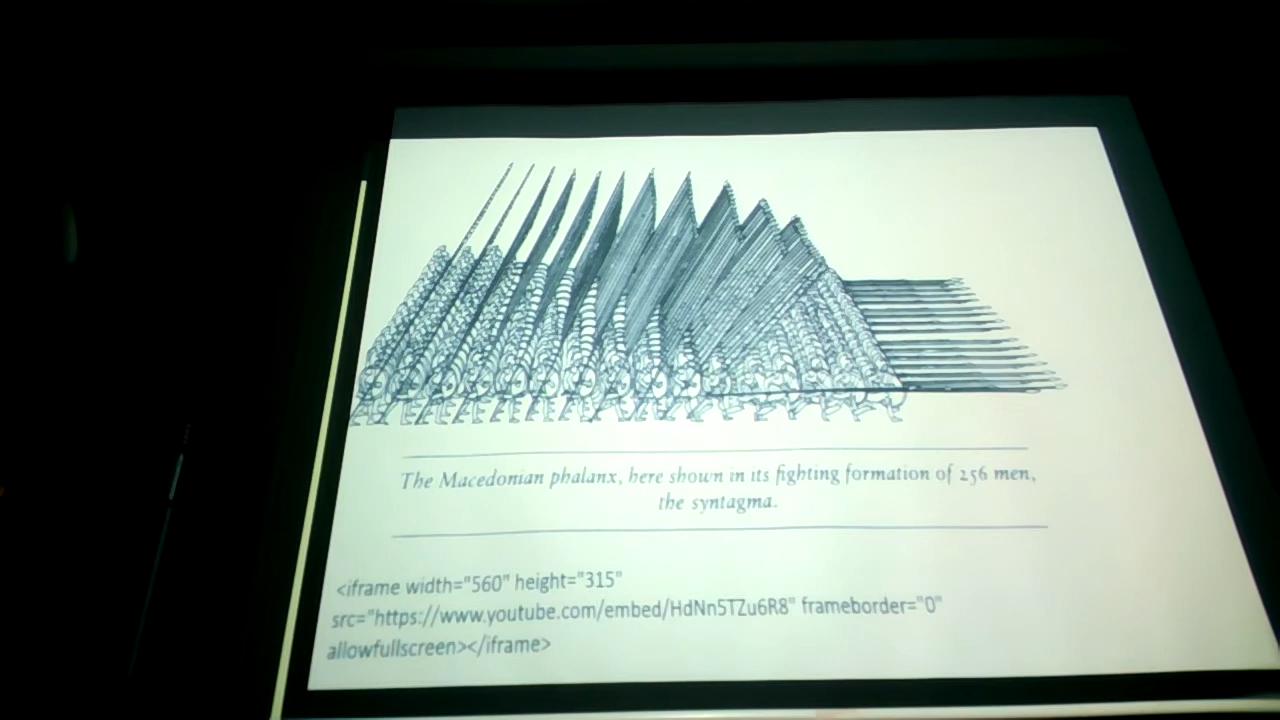 The Macedonian phalanx, here shown in its fighting formation of 256 men,
the syntagma.
<iframe width="560" height="315"
src="https://www.youtube.com/embed/HdNn5TZu6R8" frameborder="0"
allowfullscreen></iframe>